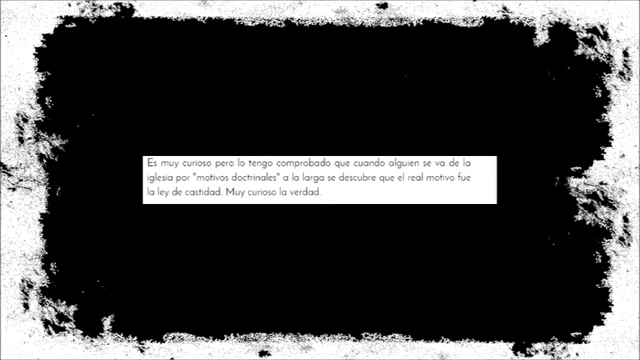 Es muy curioso pero lo tengo comprobado que cuando alguien se va de la
iglesia por "motivos doctrinales" a la larga se descubre que el real motivo fue
la ley de castidad. Muy curioso la verdad.